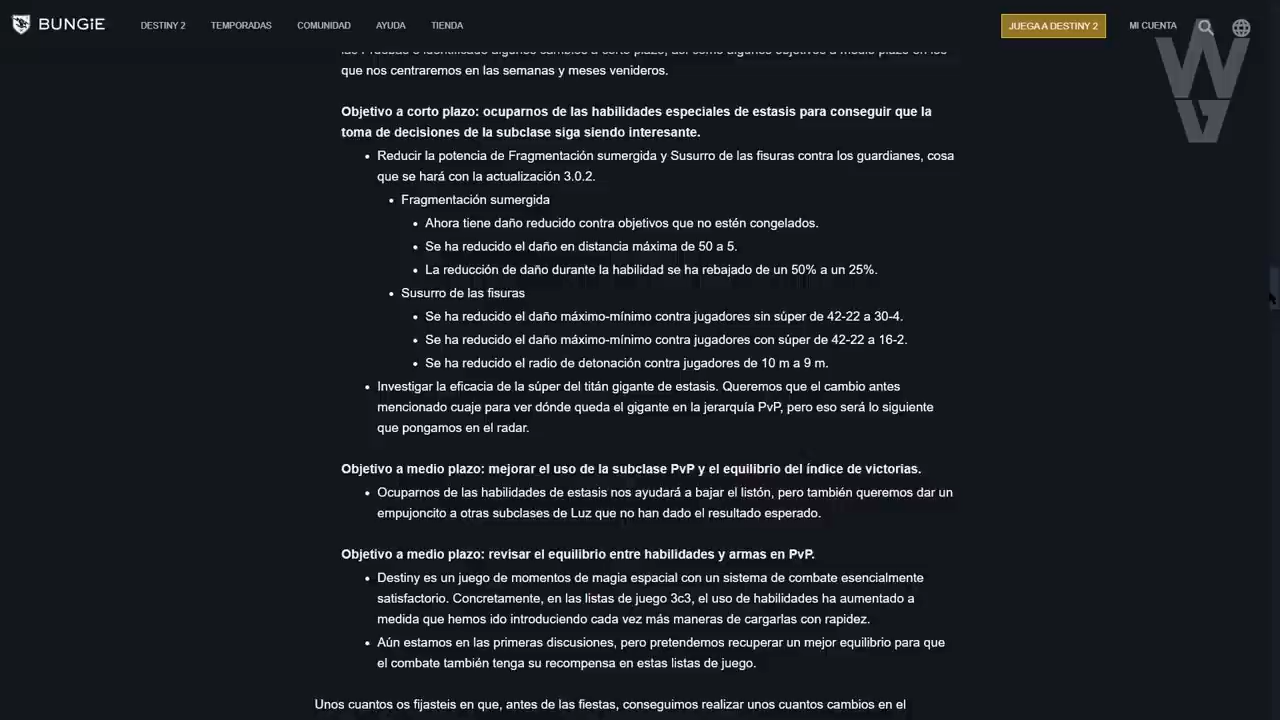 BUNGiE
DESTINY 2
TEMPORADAS
COMUNIDAD
AYUDA
TIENDA
JUEGA A DESTINY 2
MI CUENTA
que nos centraremos en las semanas y meses venideros.
Objetivo a corto plazo: ocuparnos de las habilidades especiales de estasis para conseguir que la
toma de decisiones de la subclase siga siendo interesante.
Reducir la potencia de Fragmentación sumergida y Susurro de las fisuras contra los guardianes, cosa
que se hará con la actualización 3.0.2.
Fragmentación sumergida
Ahora tiene daño reducido contra objetivos que no estén congelados.
Se ha reducido el daño en distancia máxima de 50 a 5.
La reducción de daño durante la habilidad se ha rebajado de un 50% a un 25%.
Susurro de las fisuras
Se ha reducido el daño máximo-mínimo contra jugadores sin súper de 42-22 a 30-4.
Se ha reducido el daño máximo-mínimo contra jugadores con súper de 42-22 a 16-2.
Se ha reducido el radio de detonación contra jugadores de 10 m a 9 m.
Investigar la eficacia de la súper del titán gigante de estasis. Queremos que el cambio antes
mencionado cuaje para ver dónde queda el gigante en la jerarquía PvP, pero eso será lo siguiente
que pongamos en el radar.
Objetivo a medio plazo: mejorar el uso de la subclase PvP y el equilibrio del índice de victorias.
Ocuparnos de las habilidades de estasis nos ayudará a bajar el listón, pero también queremos dar un
empujoncito a otras subclases de Luz que no han dado el resultado esperado.
Objetivo a medio plazo: revisar el equilibrio entre habilidades y armas en PvP.
Destiny es un juego de momentos de magia espacial con un sistema de combate esencialmente
satisfactorio. Concretamente, en las listas de juego 3c3, el uso de habilidades ha aumentado a
medida que hemos ido introduciendo cada vez más maneras de cargarlas con rapidez.
Aún estamos en las primeras discusiones, pero pretendemos recuperar un mejor equilibrio para que
el combate también tenga su recompensa en estas listas de juego.
Unos cuantos os fijasteis en que, antes de las fiestas, conseguimos realizar unos cuantos cambios en el